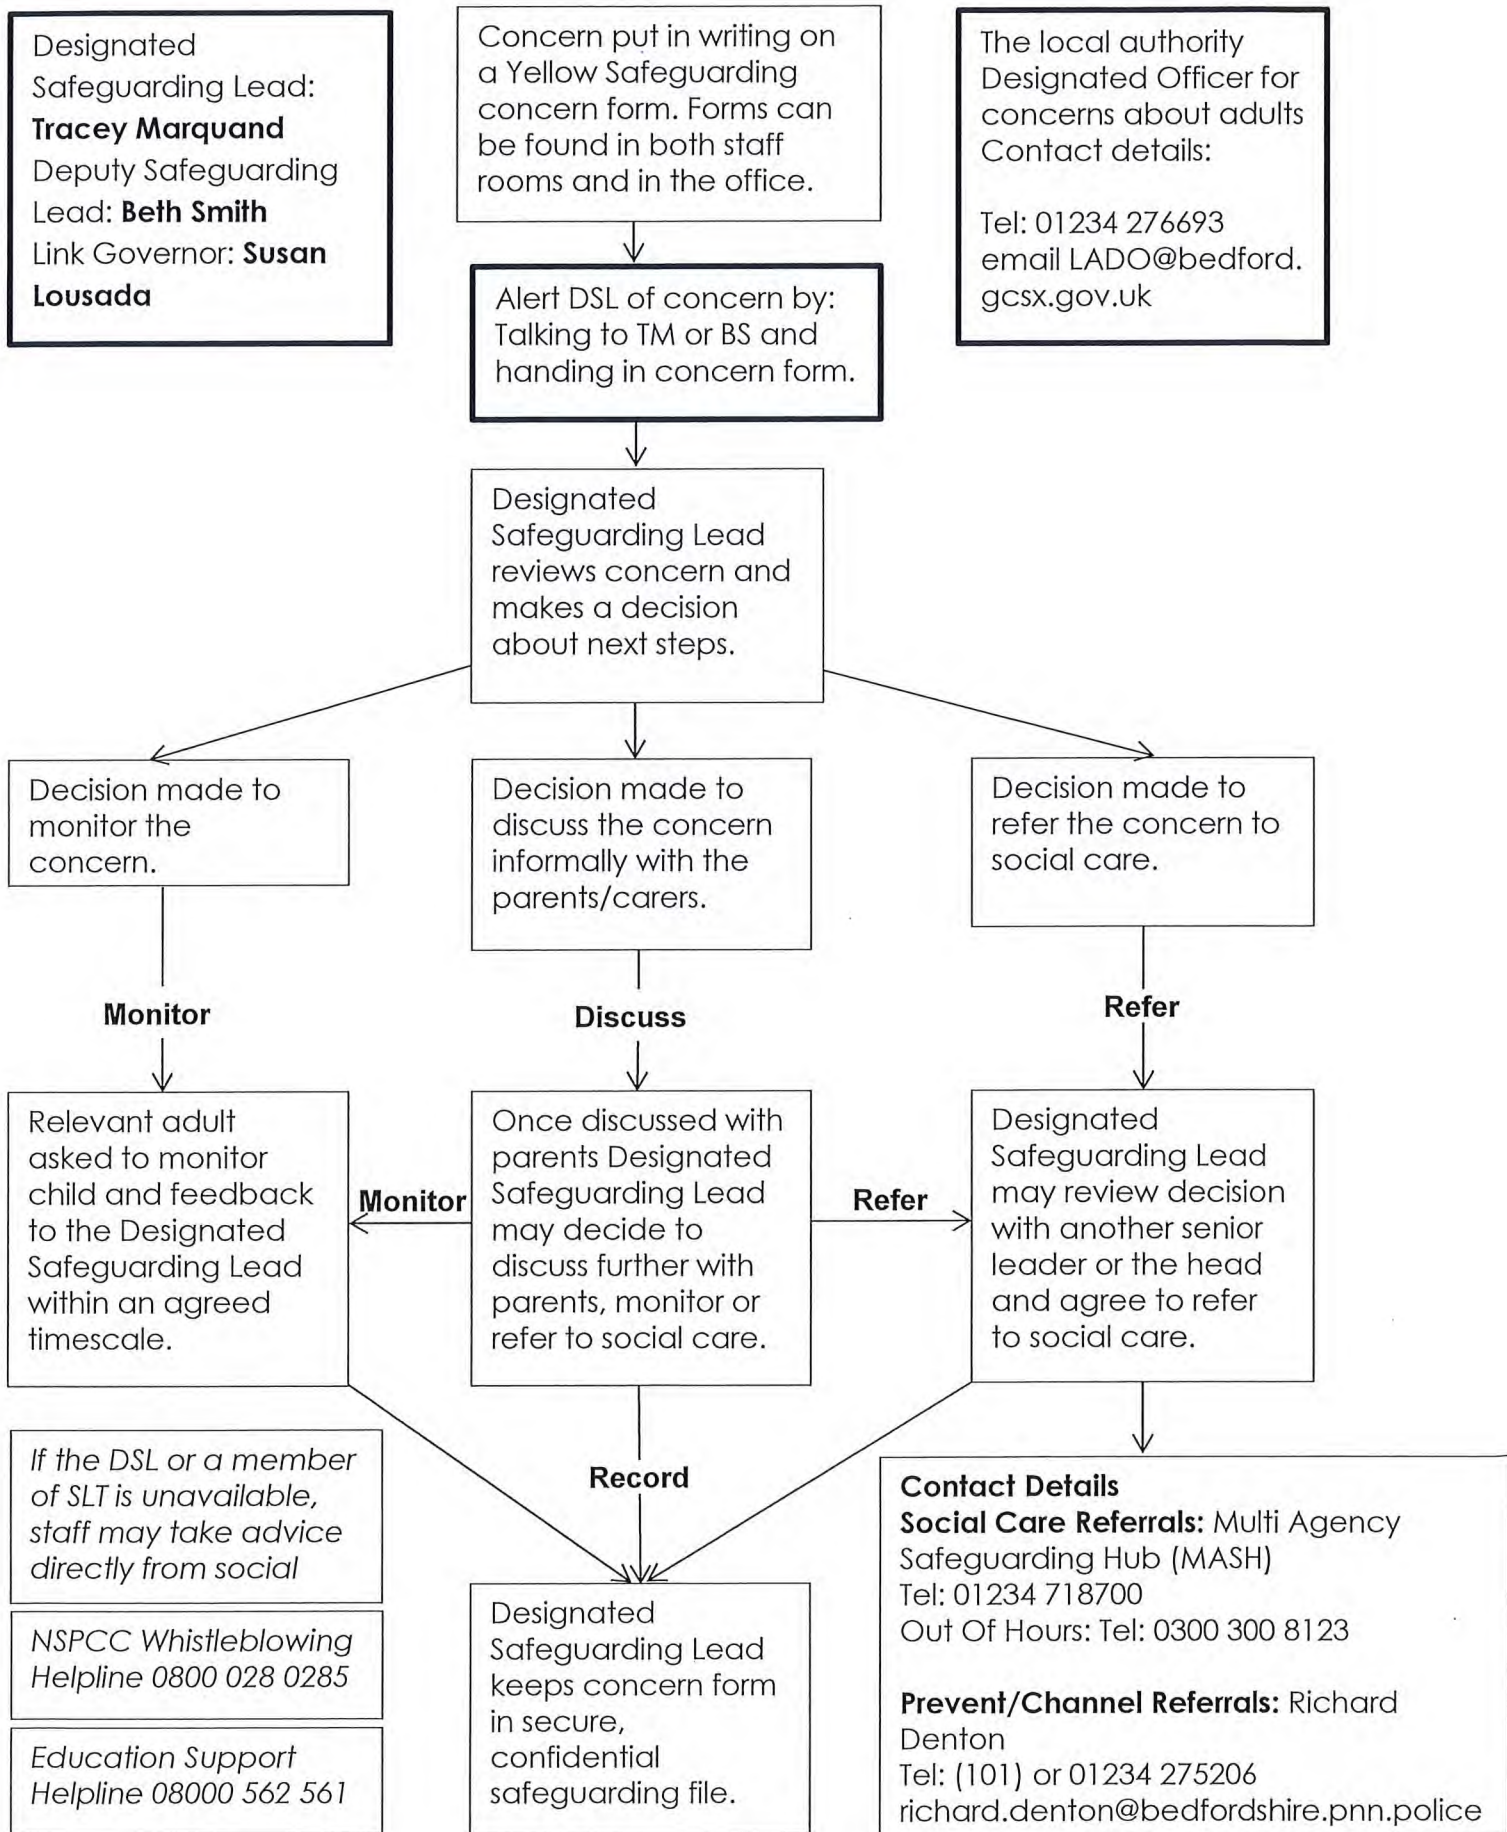 Designated
Safeguarding Lead:
Tracey Marquand
Deputy Safeguarding
Lead: Beth Smith
Link Governor: Susan
Lousada
Concern put in writing on
a Yellow Safeguarding
concern form. Forms can
be found in both staff
rooms and in the office.
The local authority
Designated Officer for
concerns about adults
Contact details:
Tel: 01234 276693
email LADO@bedford.
gcsx.gov.uk
Alert DSL of concern by:
Talking to TM or BS and
handing in concern form.
Designated
Safeguarding Lead
reviews concern and
makes a decision
about next steps.
Decision made to
monitor the
concern.
Decision made to
discuss the concern
informally with the
parents/carers.
Decision made to
refer the concern to
social care.
Monitor
Discuss
Refer
Relevant adult
asked to monitor
child and feedback
to the Designated
Safeguarding Lead
within an agreed
timescale.
Monitor
Once discussed with
parents Designated
Safeguarding Lead
may decide to
discuss further with
parents, monitor or
refer to social care.
Refer
Designated
Safeguarding Lead
may review decision
with another senior
leader or the head
and agree to refer
to social care.
If the DSL or a member
of SLT is unavailable,
staff may take advice
directly from social
NSPCC Whistleblowing
Helpline 0800 028 0285
Education Support
Helpline 08000 562 561
Record
Designated
Safeguarding Lead
keeps concern form
in secure,
confidential
safeguarding file.
Contact Details
Social Care Referrals: Multi Agency
Safeguarding Hub (MASH)
Tel: 01234 718700
Out Of Hours: Tel: 0300 300 8123
Prevent/Channel Referrals: Richard
Denton
Tel: (101) or 01234 275206
richard.denton@bedfordshire.pnn.police